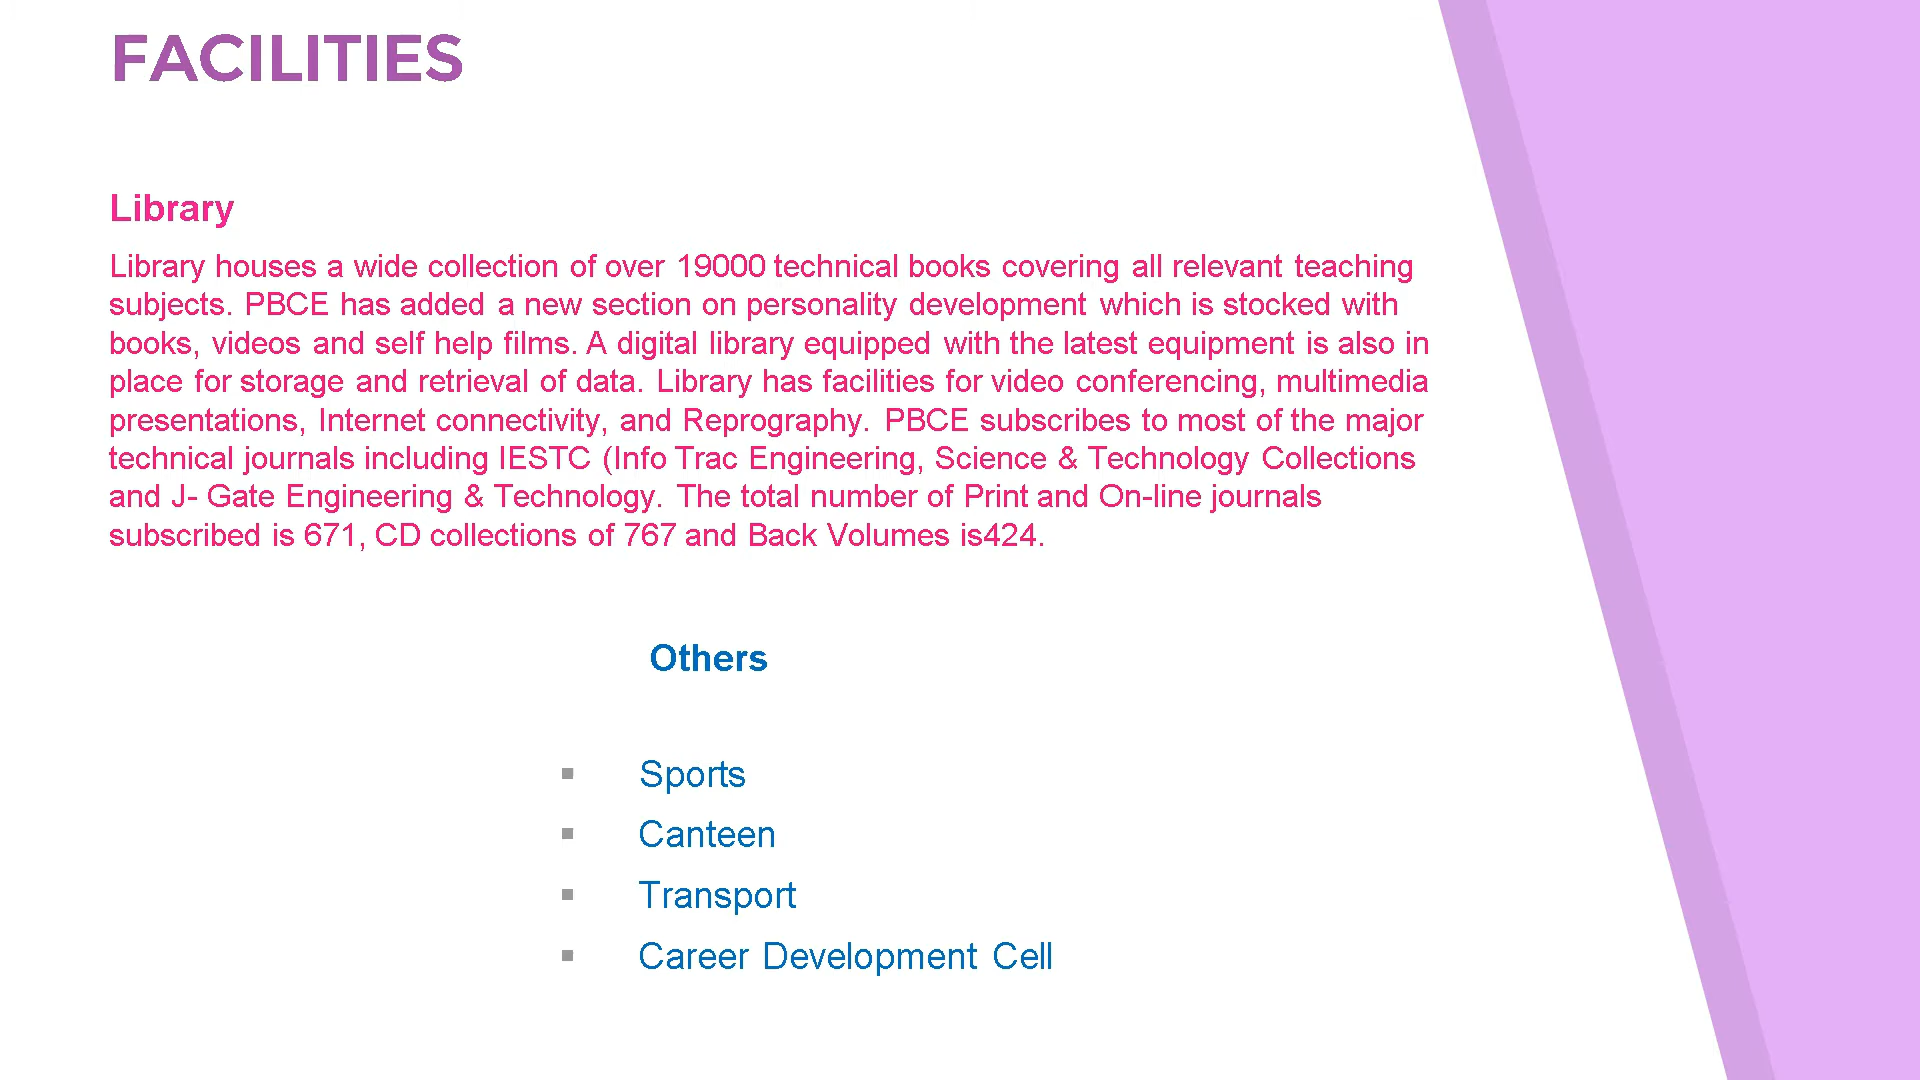 FACILITIES
Library
Library houses a wide collection of over 19000 technical books covering all relevant teaching
subjects. PBCE has added a new section on personality development which is stocked with
books, videos and self help films. A digital library equipped with the latest equipment is also in
place for storage and retrieval of data. Library has facilities for video conferencing, multimedia
presentations, Internet connectivity, and Reprography. PBCE subscribes to most of the major
technical journals including IESTC (Info Trac Engineering, Science & Technology Collections
and J- Gate Engineering & Technology. The total number of Print and On-line journals
subscribed is 671, CD collections of 767 and Back Volumes is424.
Others
▪ Sports
▪ Canteen
▪ Transport
▪ Career Development Cell